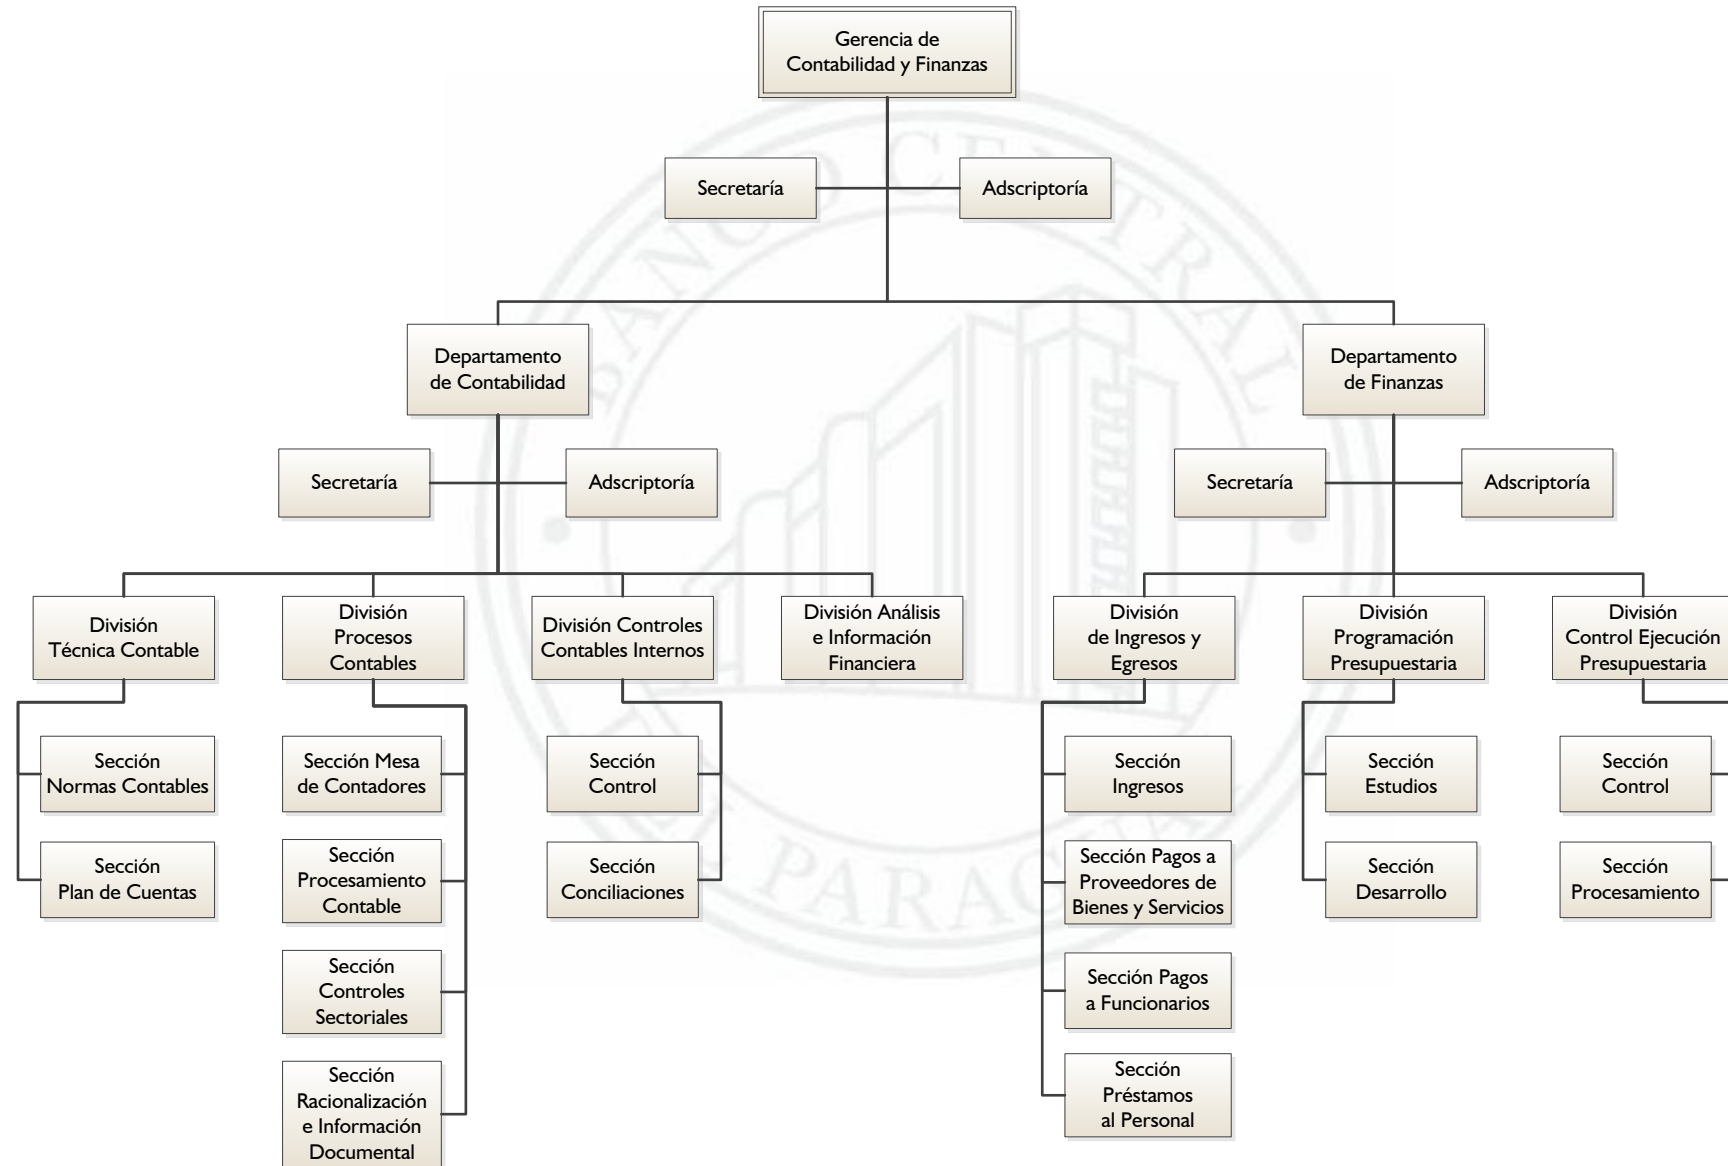 Gerencia de
Contabilidad y Finanzas
Secretaría
Adscriptoría
Departamento
de Contabilidad
Departamento
de Finanzas
Secretaría
Adscriptoría
Secretaría
Adscriptoría
División
Técnica Contable
División
Procesos
Contables
División Controles
Contables Internos
División Análisis
e Información
Financiera
División
de Ingresos y
Egresos
División
Programación
Presupuestaria
División
Control Ejecución
Presupuestaria
Sección
Normas Contables
Sección Mesa
de Contadores
Sección
Control
Sección
Ingresos
Sección
Estudios
Sección
Control
Sección
Plan de Cuentas
Sección
Procesamiento
Contable
Sección
Conciliaciones
Sección Pagos a
Proveedores de
Bienes y Servicios
Sección
Desarrollo
Sección
Procesamiento
Sección
Controles
Sectoriales
Sección Pagos
a Funcionarios
Sección
Racionalización
e Información
Documental
Sección
Préstamos
al Personal
BANCO CENTRAL
DEL PARAGUAY